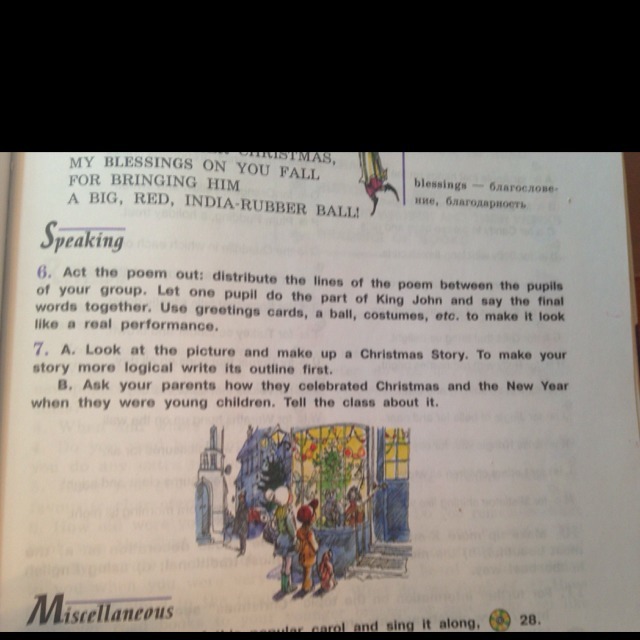 CHRISTMAS,
MY BLESSINGS ON YOU FALL
FOR BRINGING HIM
A BIG, RED, INDIA-RUBBER BALL!
blessings — благослове-
ние, благодарность
Speaking
6. Act the poem out: distribute the lines of the poem between the pupils
of your group. Let one pupil do the part of King John and say the final
words together. Use greetings cards, a ball, costumes, etc. to make it look
like a real performance.
7. A. Look at the picture and make up a Christmas Story. To make your
story more logical write its outline first.
B. Ask your parents how they celebrated Christmas and the New Year
when they were young children. Tell the class about it.
Miscellaneous
popular carol and sing it along, 28.